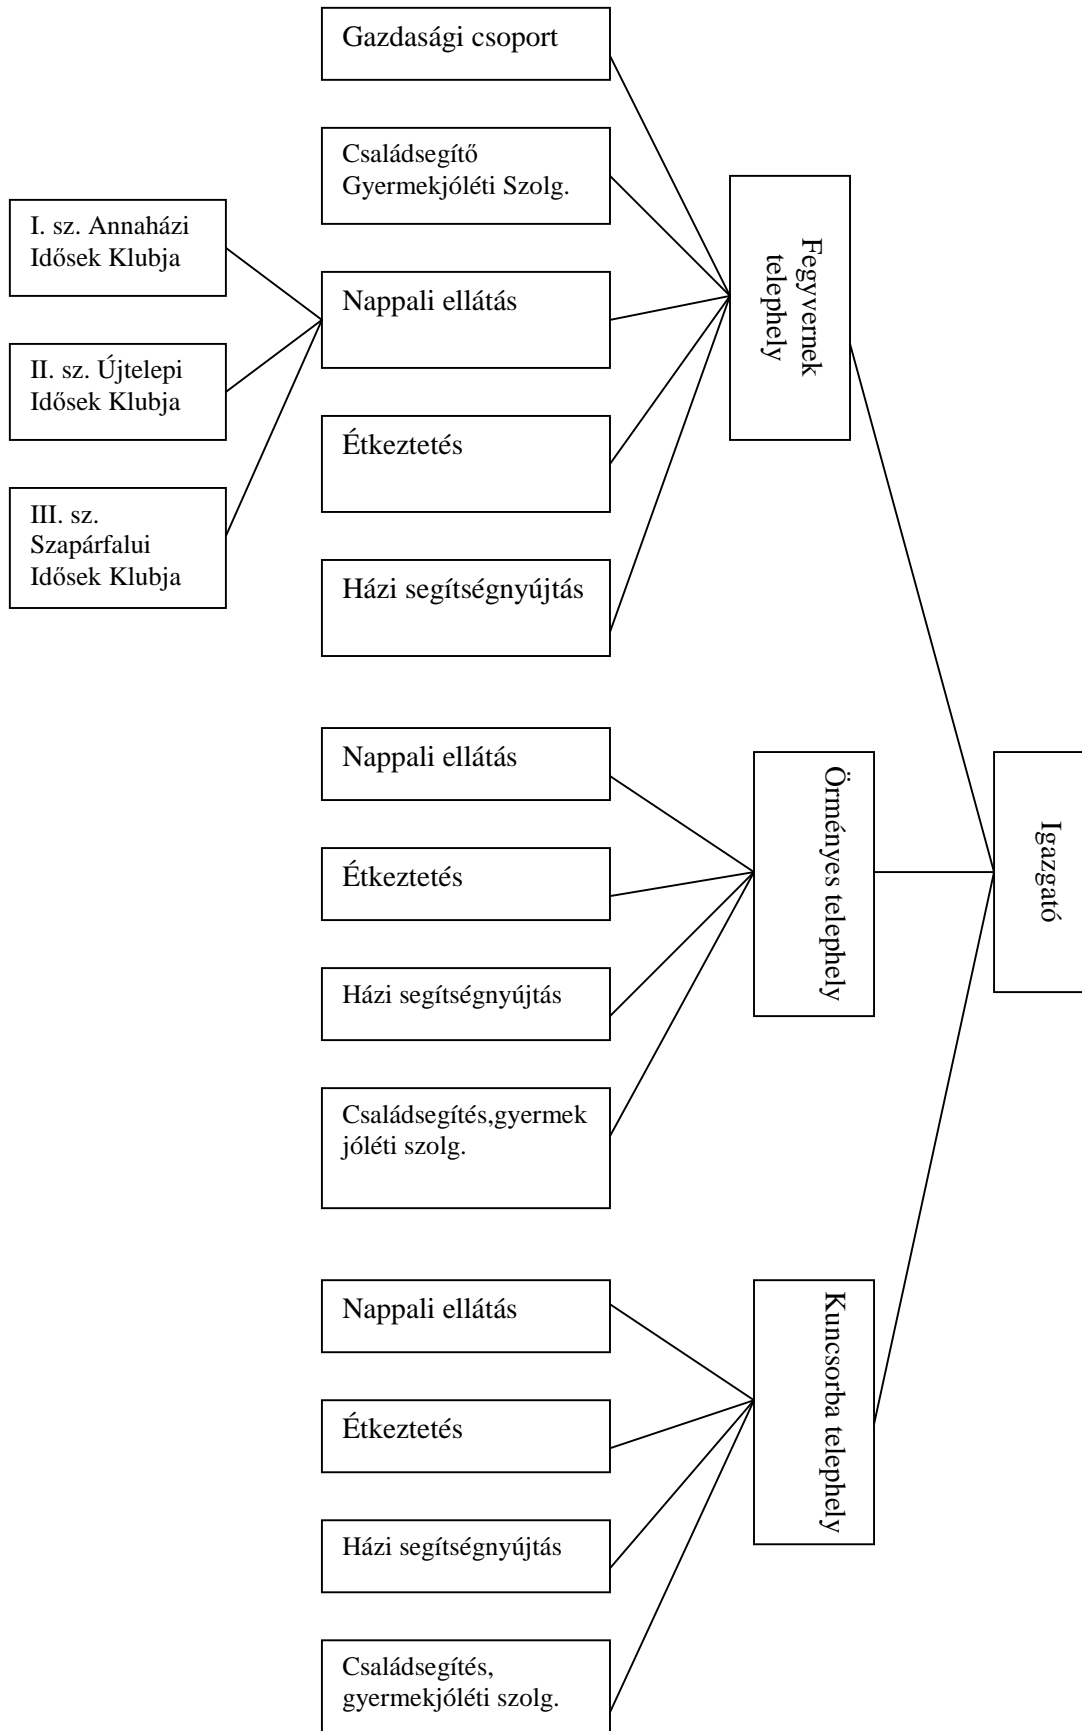 Gazdasági csoport
Családsegítő
Gyermekjóléti Szolg.
Nappali ellátás
Étkeztetés
Házi segítségnyújtás
I. sz. Annaházi
Idősek Klubja
II. sz. Újtelepi
Idősek Klubja
III. sz.
Szapárfalui
Idősek Klubja
Fegyvernek
telephely
Nappali ellátás
Étkeztetés
Házi segítségnyújtás
Családsegítés,gyermek
jóléti szolg.
Örményes telephely
Igazgató
Nappali ellátás
Étkeztetés
Házi segítségnyújtás
Családsegítés,
gyermekjóléti szolg.
Kuncsorba telephely